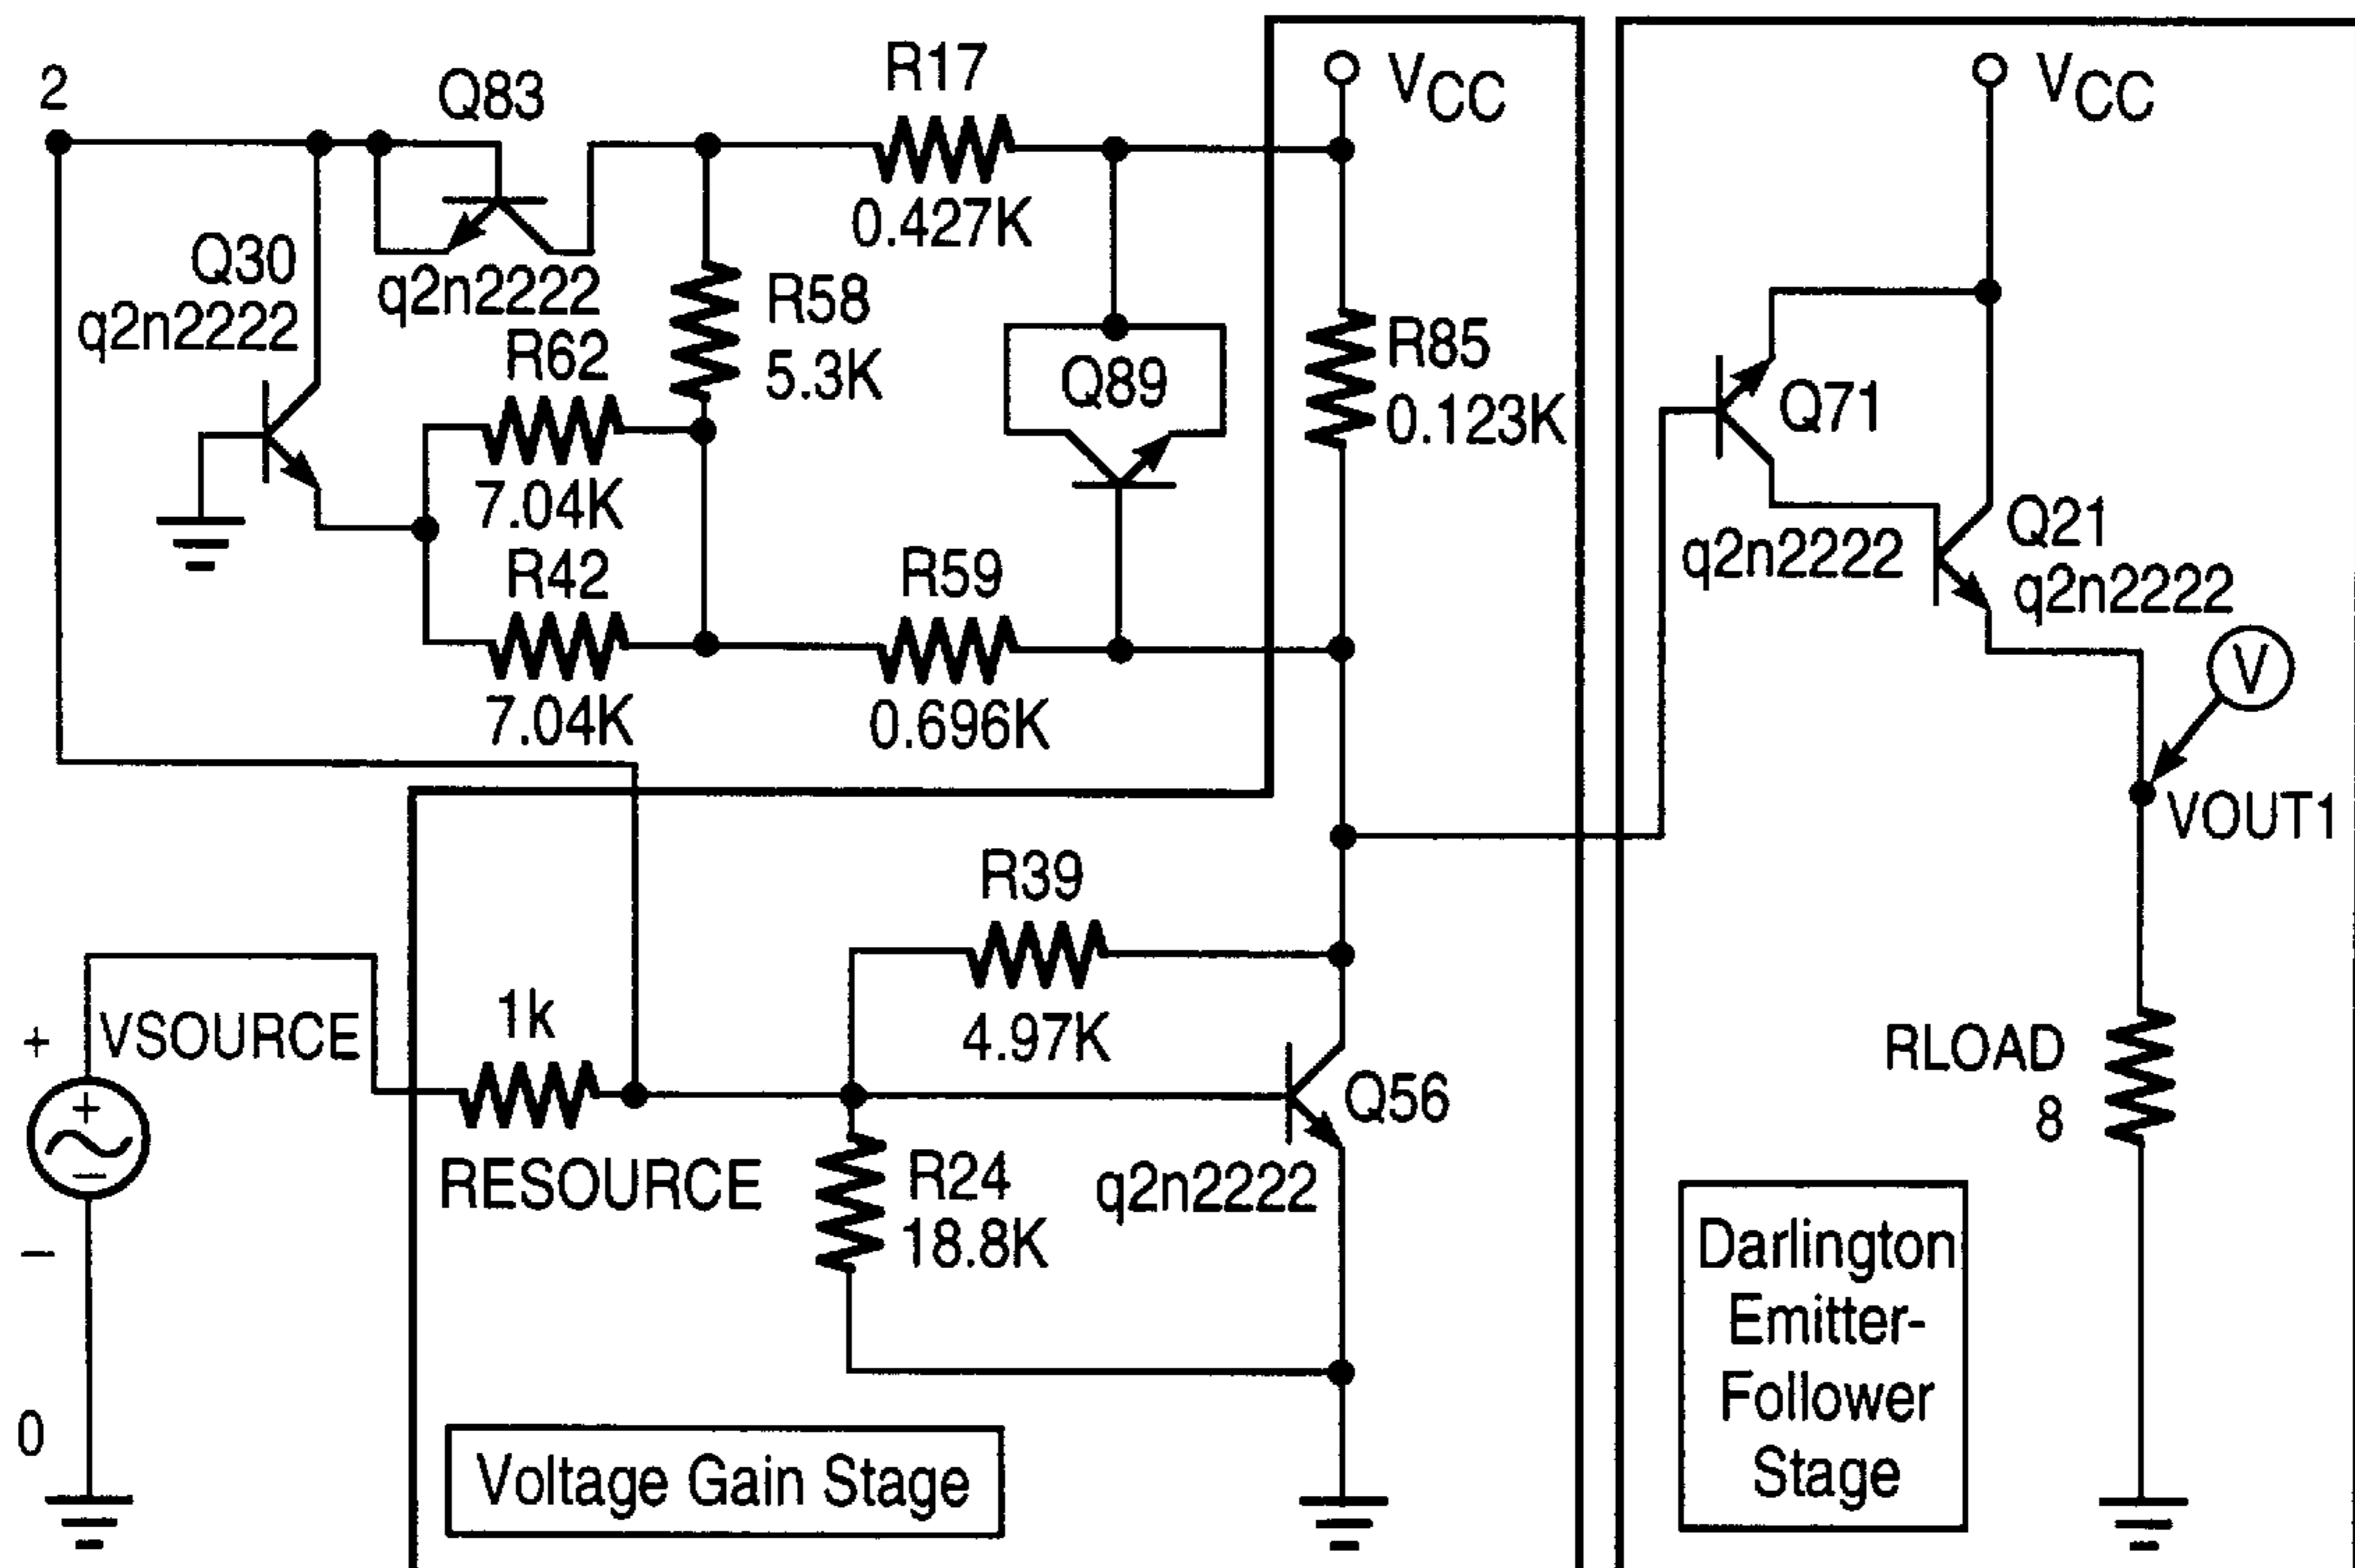 2
Q83
R17
0.427K
VCC
VCC
Q30
q2n2222
q2n2222
R58
5.3K
R62
7.04K
Q89
R85
0.123K
Q71
q2n2222
Q21
q2n2222
R42
7.04K
R59
0.696K
V
VOUT1
R39
4.97K
+
VSOURCE
1k
RESOURCE
+
−
−
0
R24
18.8K
Q56
q2n2222
RLOAD
8
Voltage Gain Stage
Darlington
Emitter-
Follower
Stage